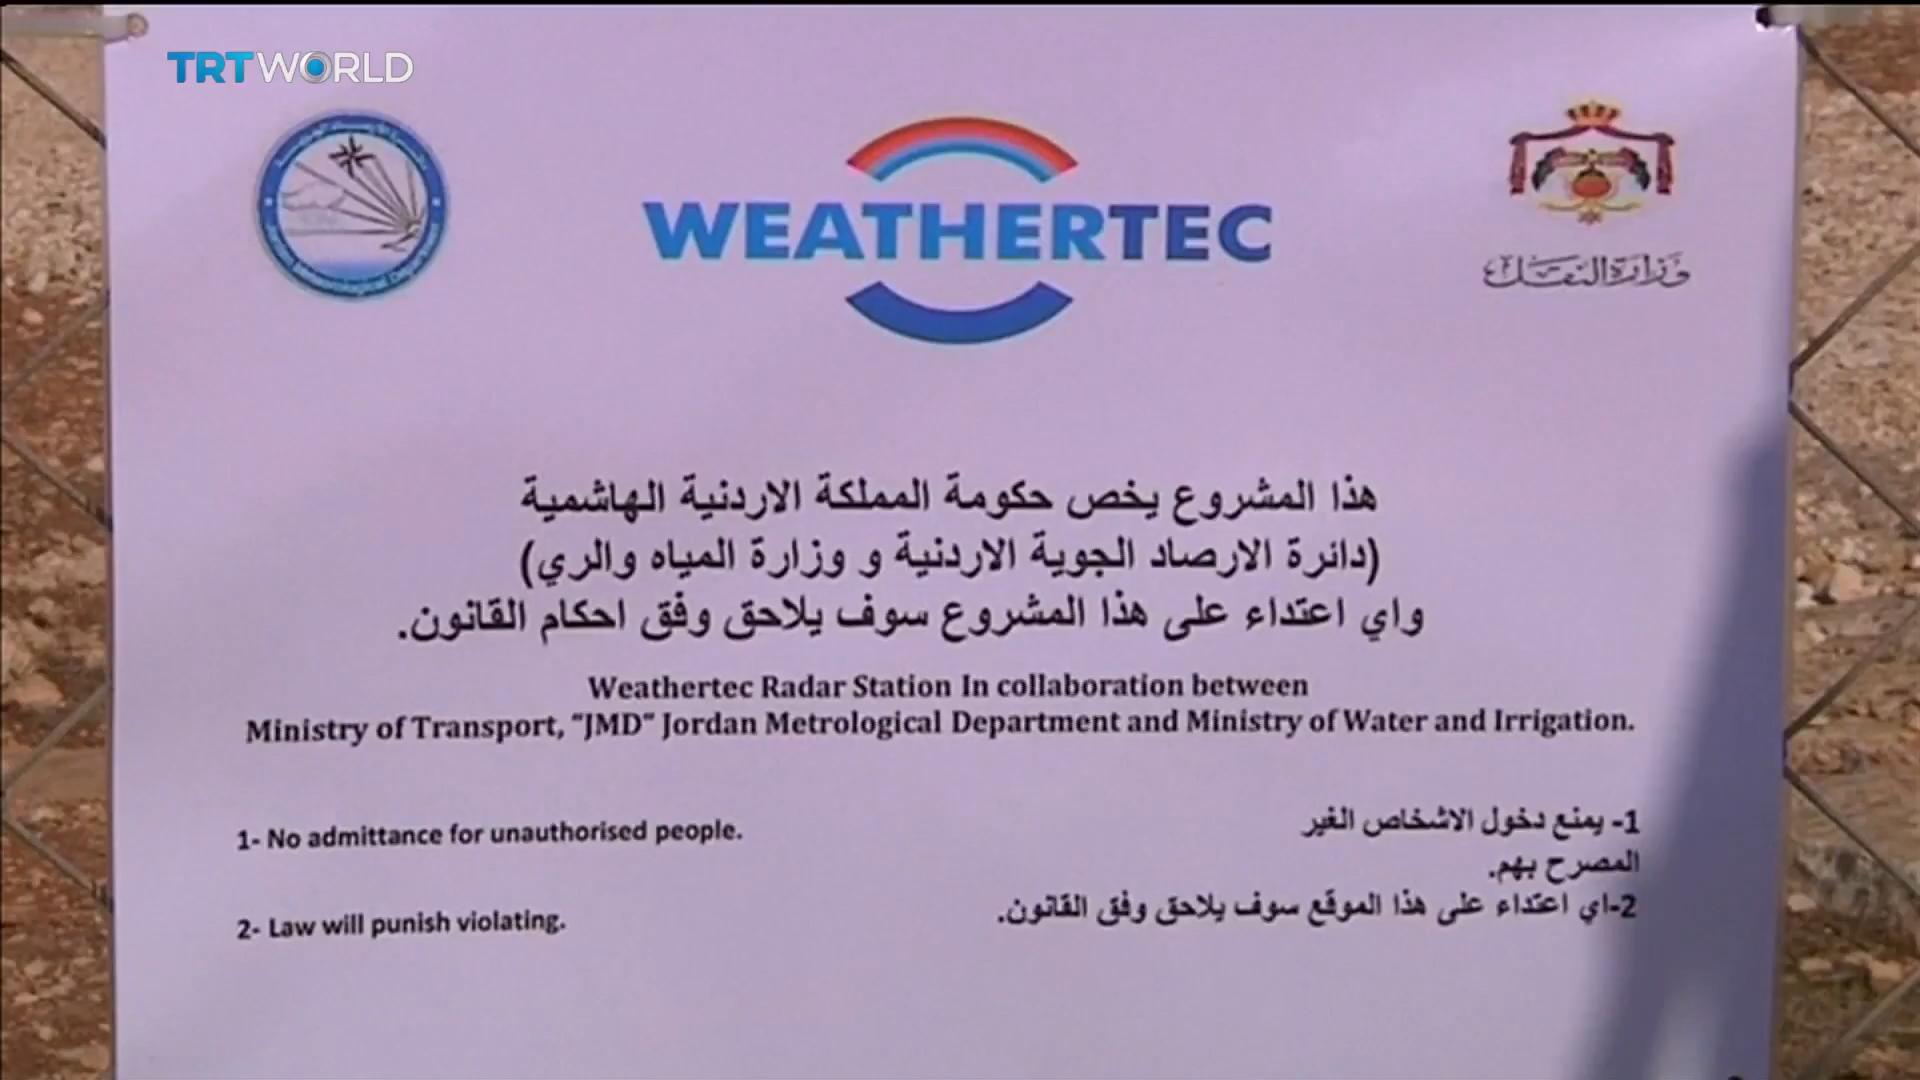 TRT WORLD
WEATHERTEC
وزارة النقل
هذا المشروع يخص حكومة المملكة الاردنية الهاشمية
(دائرة الارصاد الجوية الاردنية و وزارة المياه والري)
واي اعتداء على هذا المشروع سوف يلاحق وفق احكام القانون.
Weathertec Radar Station In collaboration between
Ministry of Transport, "JMD" Jordan Metrological Department and Ministry of Water and Irrigation.
1- No admittance for unauthorised people.
2- Law will punish violating.
1- يمنع دخول الاشخاص الغير
المصرح بهم.
2-اي اعتداء على هذا الموقع سوف يلاحق وفق القانون.